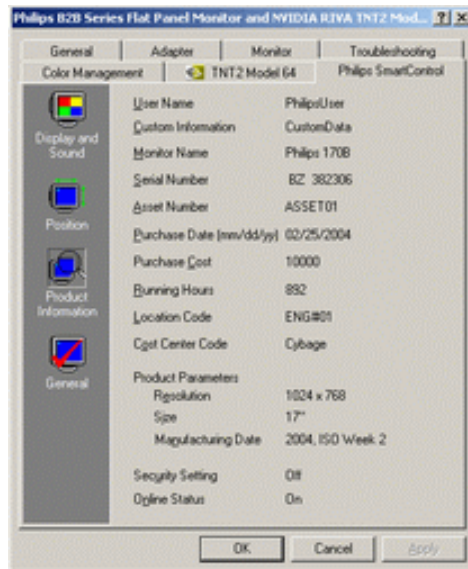 Philips B2B Series Flat Panel Monitor and NVIDIA RIVA TNT2 Mod...
General Adapter Monitor Troubleshooting
Color Management TNT2 Model 64 Philips SmartControl
Display and Sound
Position
Product Information
General
User Name PhilipsUser
Custom Information CustomData
Monitor Name Philips 170B
Serial Number BZ 382306
Asset Number ASSET01
Purchase Date (mm/dd/yy) 02/25/2004
Purchase Cost 10000
Running Hours 892
Location Code ENG#01
Cost Center Code Cybage
Product Parameters
Resolution 1024 x 768
Size 17"
Manufacturing Date 2004, ISO Week 2
Security Setting Off
Online Status On
OK Cancel Apply